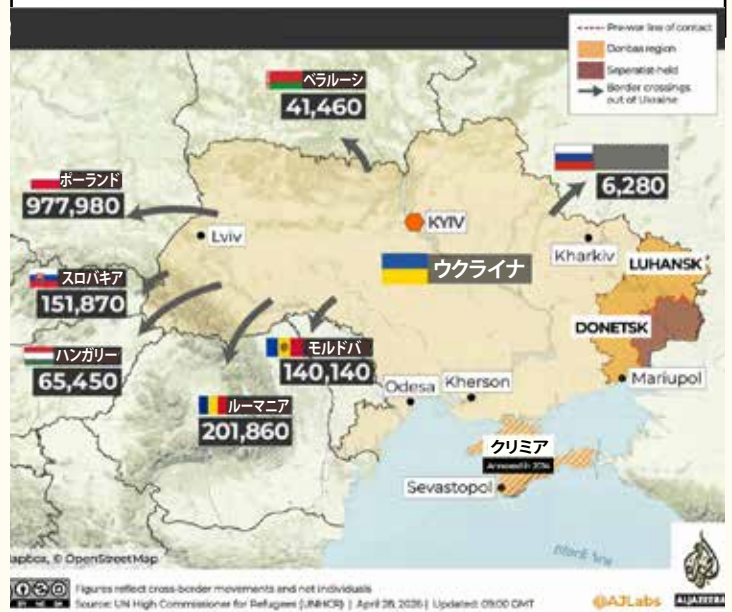 Pre-war line of contact
Donbas region
Separatist-held
Border crossings
out of Ukraine
ベラルーシ
41,460
ポーランド
977,980
6,280
Lviv
KYIV
Kharkiv
ウクライナ
LUHANSK
スロバキア
151,870
DONETSK
ハンガリー
65,450
モルドバ
140,140
Mariupol
ルーマニア
201,860
Odesa
Kherson
クリミア
Sevastopol
Black Sea
© OpenStreetMap
Figures reflect cross-border movements and not individuals
Source: UN High Commissioner for Refugees (UNHCR) | April 28, 2026 | Updated: 09:00 GMT
@AJLabs
ALJAZEERA